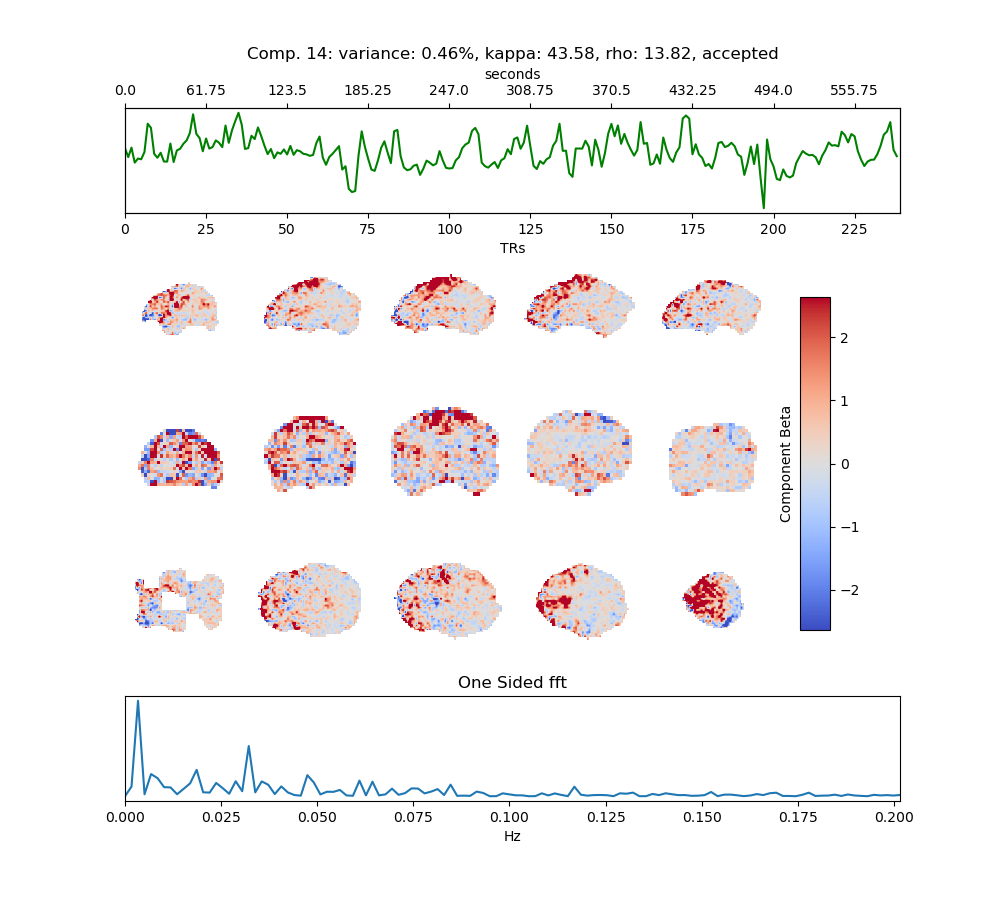 Comp. 14: variance: 0.46%, kappa: 43.58, rho: 13.82, accepted
seconds
0.0 61.75 123.5 185.25 247.0 308.75 370.5 432.25 494.0 555.75
0 25 50 75 100 125 150 175 200 225
TRs
2
1
0
−1
−2
Component Beta
One Sided fft
0.000 0.025 0.050 0.075 0.100 0.125 0.150 0.175 0.200
Hz